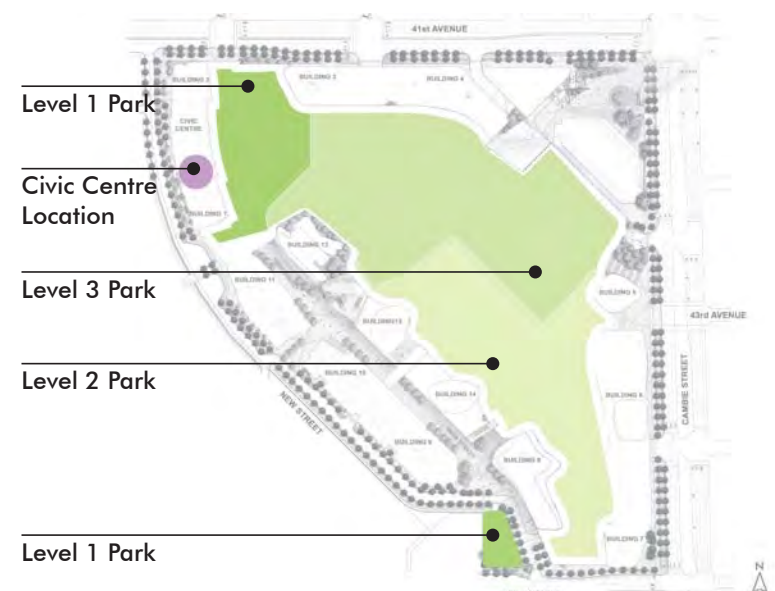 41st AVENUE
BUILDING 2
BUILDING 3
BUILDING 4
Level 1 Park
CIVIC
CENTRE
Civic Centre
Location
BUILDING 1
BUILDING 12
Level 3 Park
BUILDING 11
BUILDING 5
43rd AVENUE
BUILDING13
Level 2 Park
BUILDING 10
BUILDING 14
BUILDING 6
CAMBIE STREET
NEW STREET
BUILDING 9
BUILDING 8
Level 1 Park
BUILDING 7
N